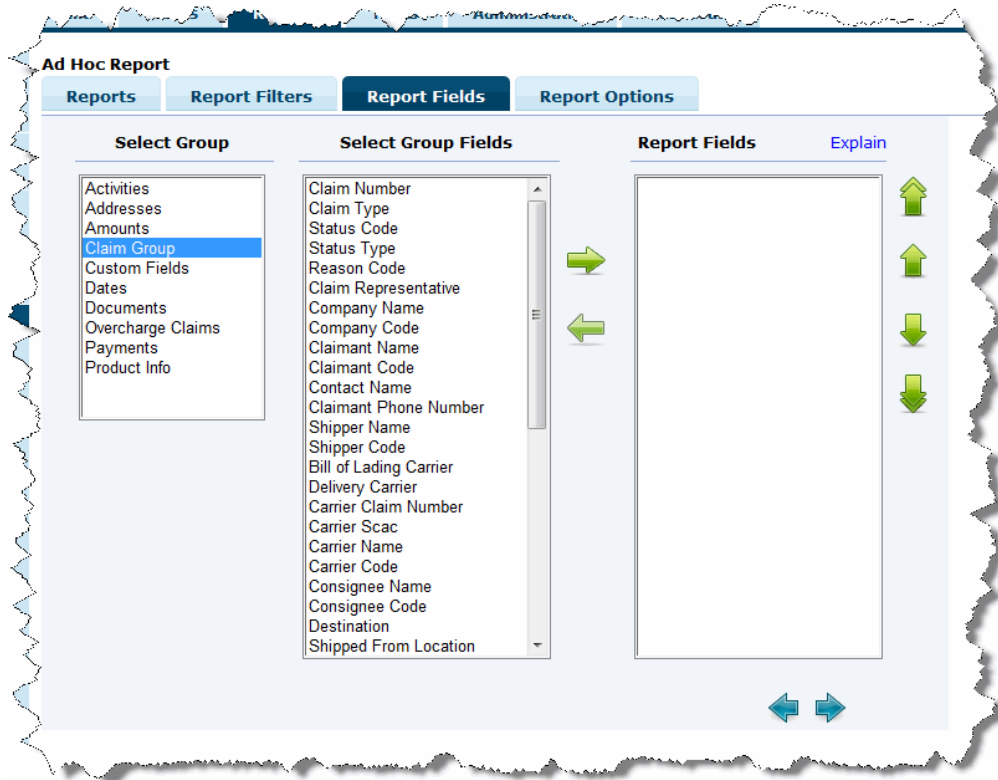 Ad Hoc Report
Reports
Report Filters
Report Fields
Report Options
Select Group
Activities
Addresses
Amounts
Claim Group
Custom Fields
Dates
Documents
Overcharge Claims
Payments
Product Info
Select Group Fields
Claim Number
Claim Type
Status Code
Status Type
Reason Code
Claim Representative
Company Name
Company Code
Claimant Name
Claimant Code
Contact Name
Claimant Phone Number
Shipper Name
Shipper Code
Bill of Lading Carrier
Delivery Carrier
Carrier Claim Number
Carrier Scac
Carrier Name
Carrier Code
Consignee Name
Consignee Code
Destination
Shipped From Location
Report Fields
Explain